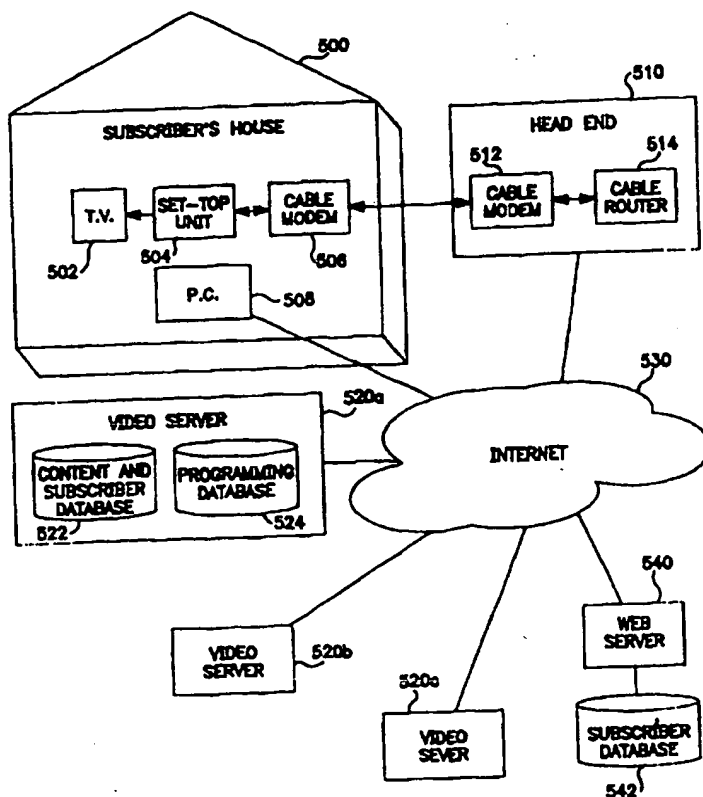 500
SUBSCRIBER'S HOUSE
T.V.
502
SET-TOP
UNIT
504
CABLE
MODEM
506
P.C.
508
510
HEAD END
512
CABLE
MODEM
514
CABLE
ROUTER
520a
VIDEO SERVER
CONTENT AND
SUBSCRIBER
DATABASE
522
PROGRAMMING
DATABASE
524
530
INTERNET
VIDEO
SERVER
520b
520c
VIDEO
SEVER
540
WEB
SERVER
SUBSCRIBER
DATABASE
542